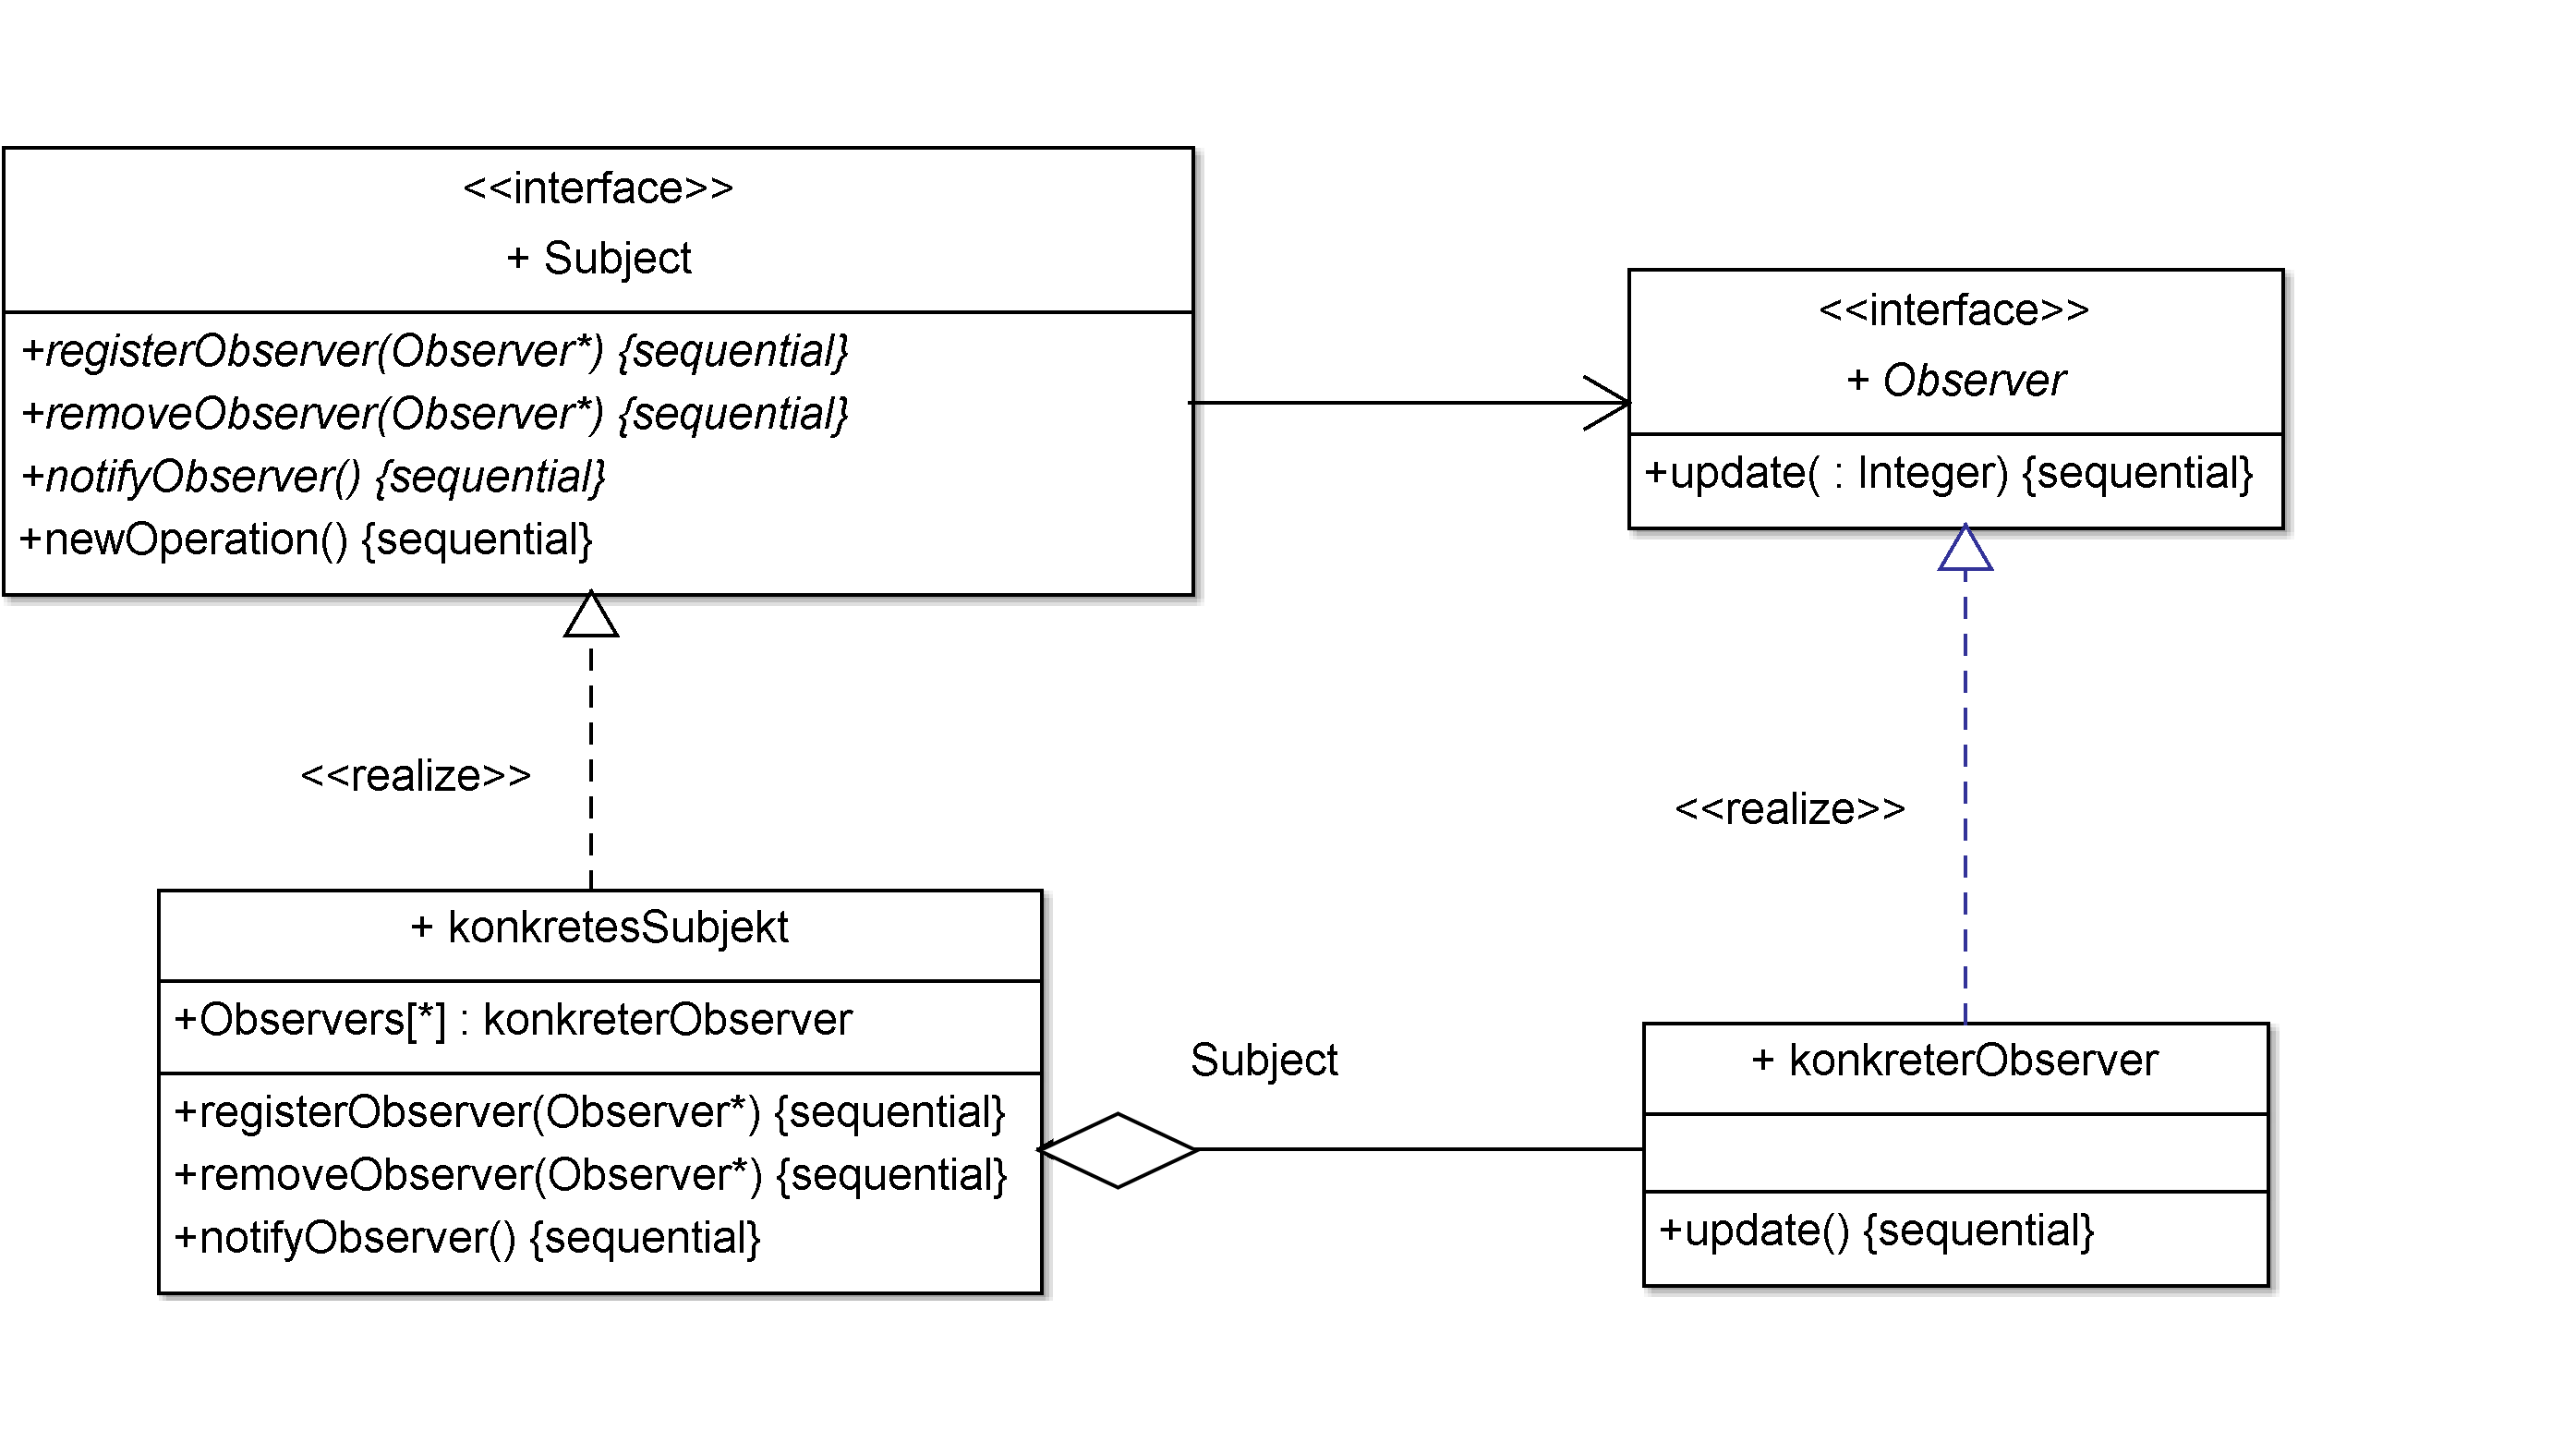 <<interface>>
+ Subject
+registerObserver(Observer*) {sequential}
+removeObserver(Observer*) {sequential}
+notifyObserver() {sequential}
+newOperation() {sequential}
<<interface>>
+ Observer
+update( : Integer) {sequential}
<<realize>>
<<realize>>
+ konkretesSubjekt
+Observers[*] : konkreterObserver
+registerObserver(Observer*) {sequential}
+removeObserver(Observer*) {sequential}
+notifyObserver() {sequential}
Subject
+ konkreterObserver
+update() {sequential}